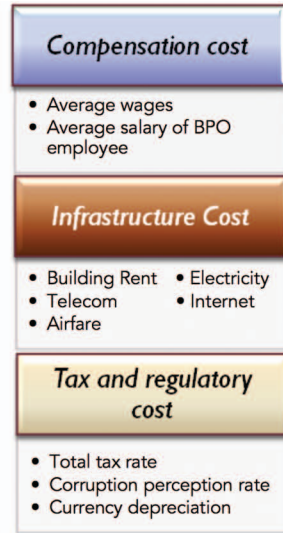 Compensation cost
• Average wages
• Average salary of BPO
employee
Infrastructure Cost
• Building Rent • Electricity
• Telecom • Internet
• Airfare
Tax and regulatory
cost
• Total tax rate
• Corruption perception rate
• Currency depreciation